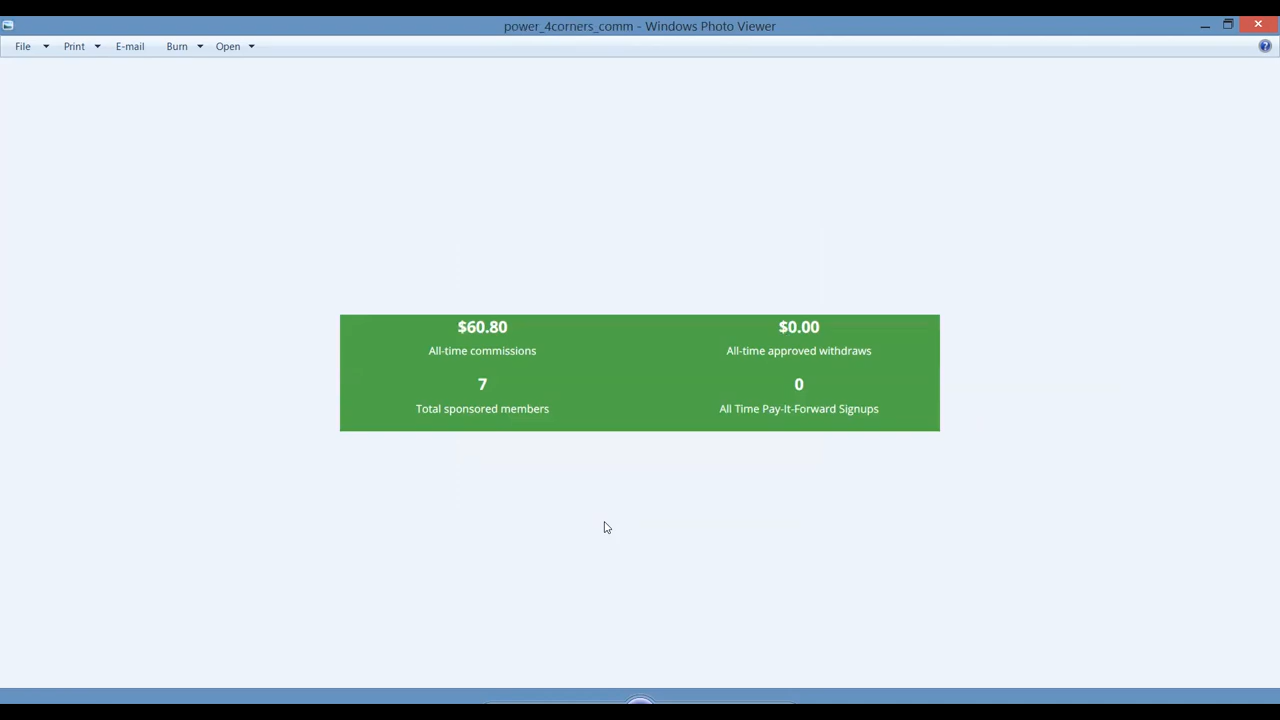 power_4corners_comm - Windows Photo Viewer
File Print E-mail Burn Open
$60.80 $0.00
All-time commissions All-time approved withdraws
7 0
Total sponsored members All Time Pay-It-Forward Signups